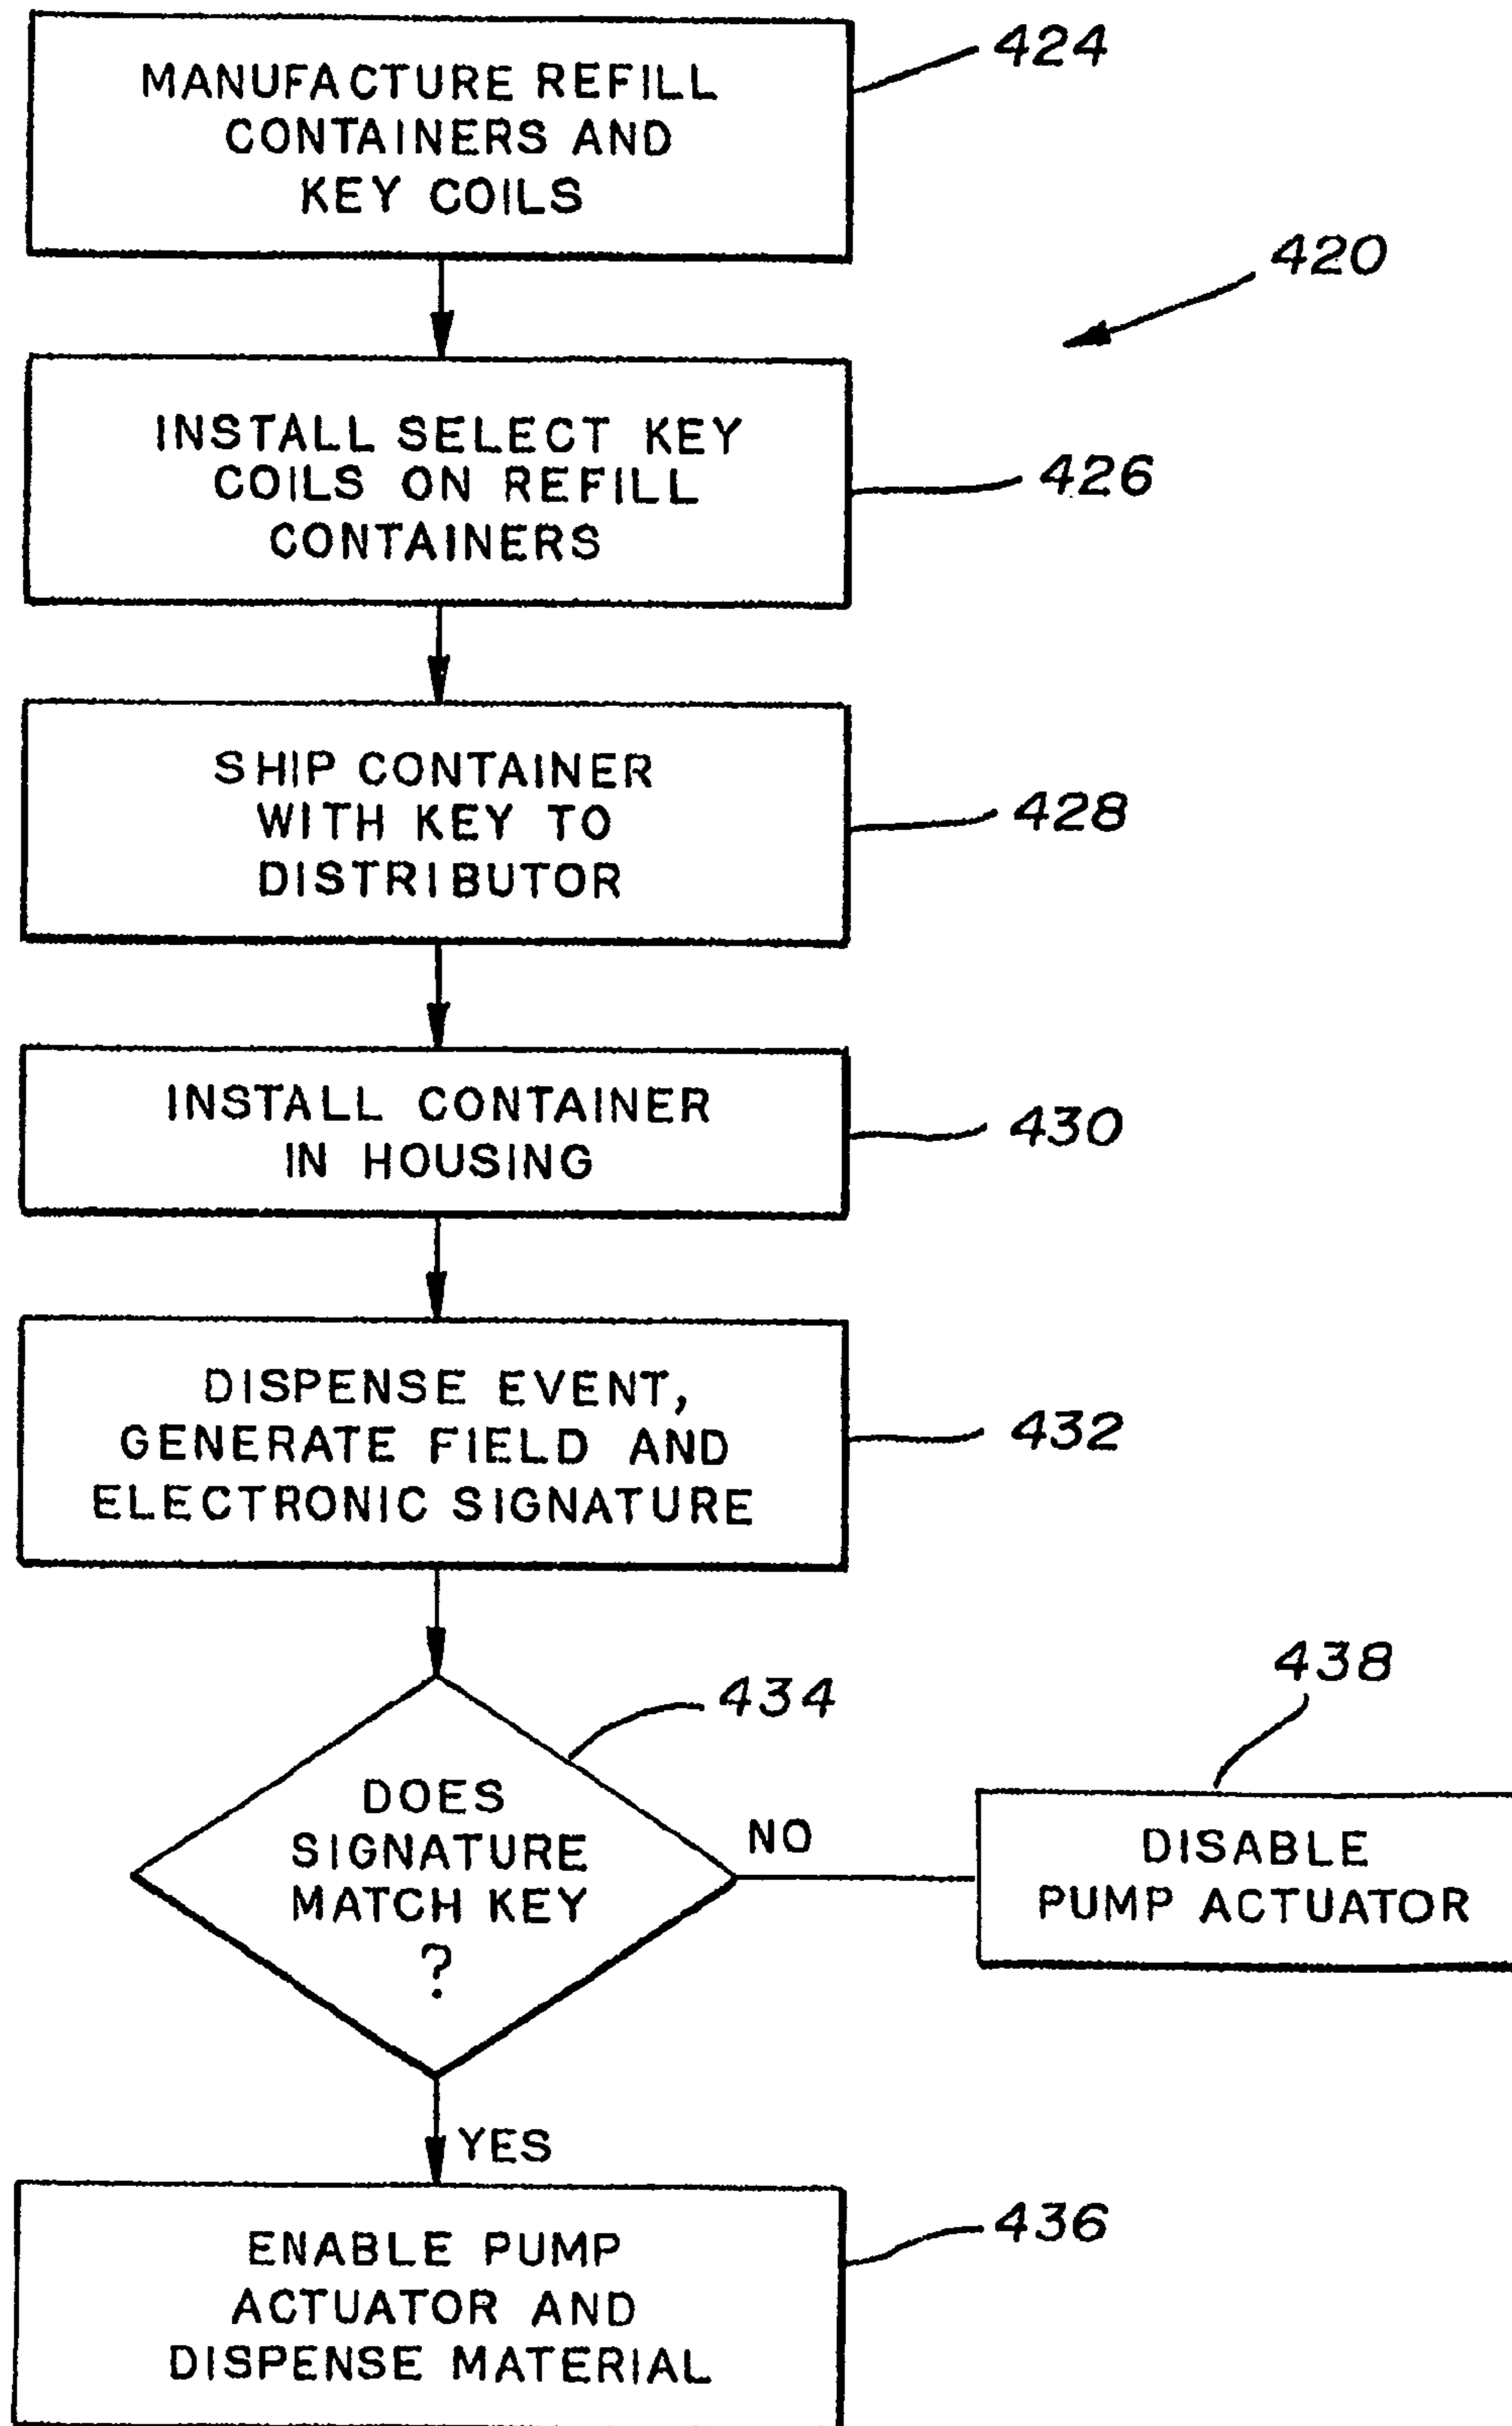 MANUFACTURE REFILL
CONTAINERS AND
KEY COILS
424
420
INSTALL SELECT KEY
COILS ON REFILL
CONTAINERS
426
SHIP CONTAINER
WITH KEY TO
DISTRIBUTOR
428
INSTALL CONTAINER
IN HOUSING
430
DISPENSE EVENT,
GENERATE FIELD AND
ELECTRONIC SIGNATURE
432
DOES
SIGNATURE
MATCH KEY
?
434
NO
438
DISABLE
PUMP ACTUATOR
YES
ENABLE PUMP
ACTUATOR AND
DISPENSE MATERIAL
436